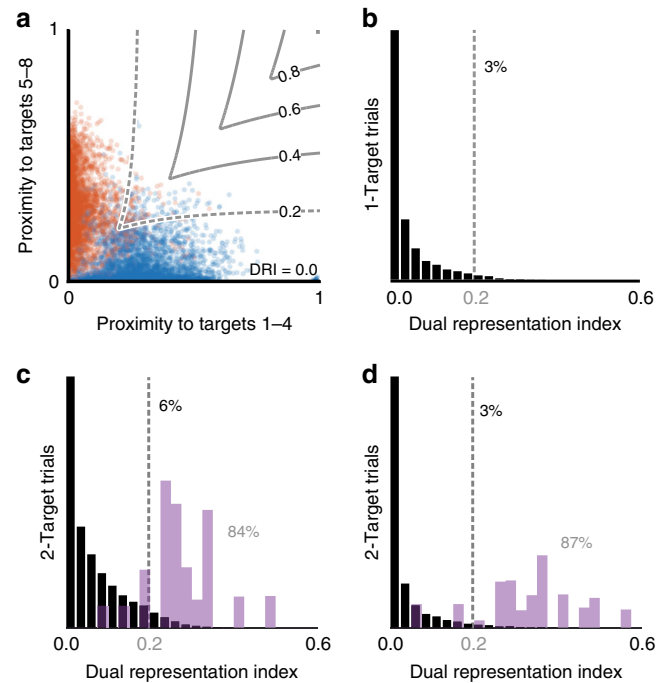 a
1
Proximity to targets 5–8
0.8
0.6
0.4
0.2
DRI = 0.0
0
0
1
Proximity to targets 1–4
b
3%
1-Target trials
0.0
0.2
0.6
Dual representation index
c
6%
84%
2-Target trials
0.0
0.2
0.6
Dual representation index
d
3%
87%
2-Target trials
0.0
0.2
0.6
Dual representation index